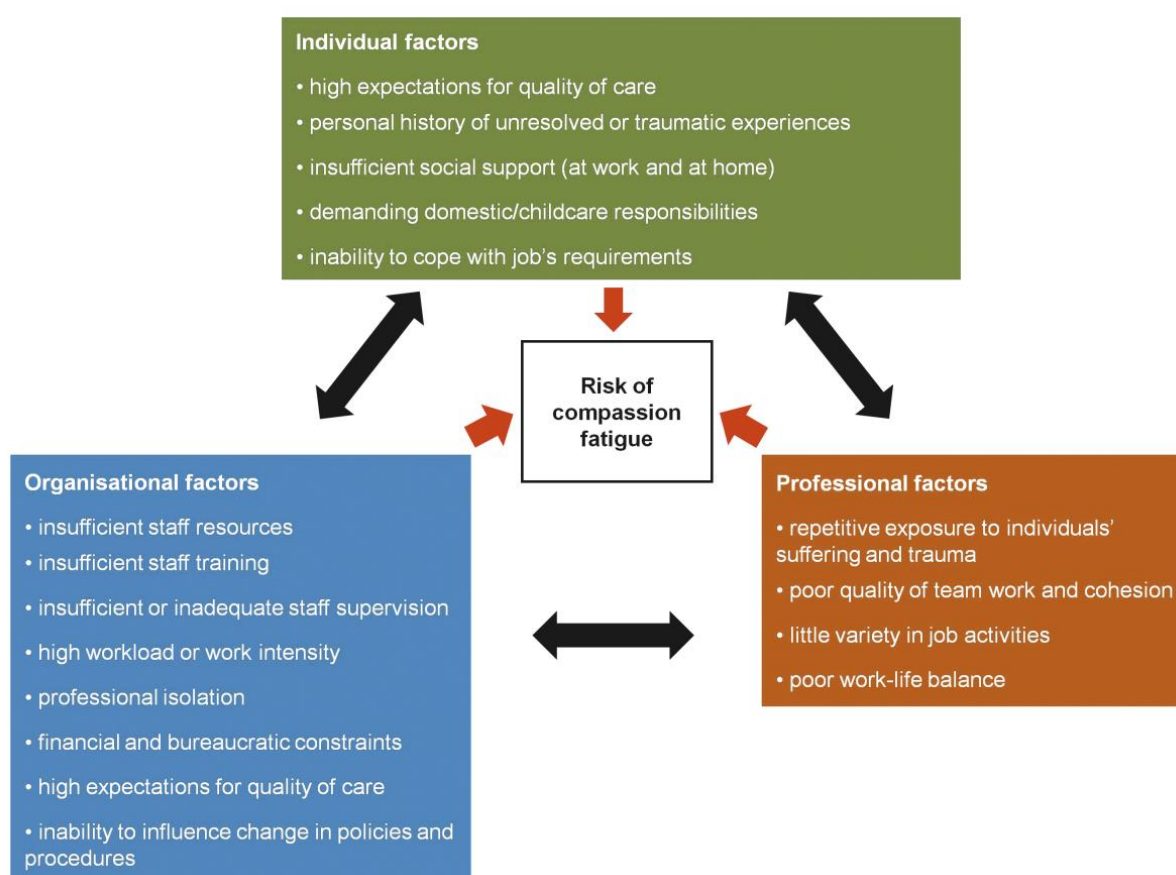 Individual factors
• high expectations for quality of care
• personal history of unresolved or traumatic experiences
• insufficient social support (at work and at home)
• demanding domestic/childcare responsibilities
• inability to cope with job's requirements
Risk of
compassion
fatigue
Organisational factors
• insufficient staff resources
• insufficient staff training
• insufficient or inadequate staff supervision
• high workload or work intensity
• professional isolation
• financial and bureaucratic constraints
• high expectations for quality of care
• inability to influence change in policies and
procedures
Professional factors
• repetitive exposure to individuals'
suffering and trauma
• poor quality of team work and cohesion
• little variety in job activities
• poor work-life balance